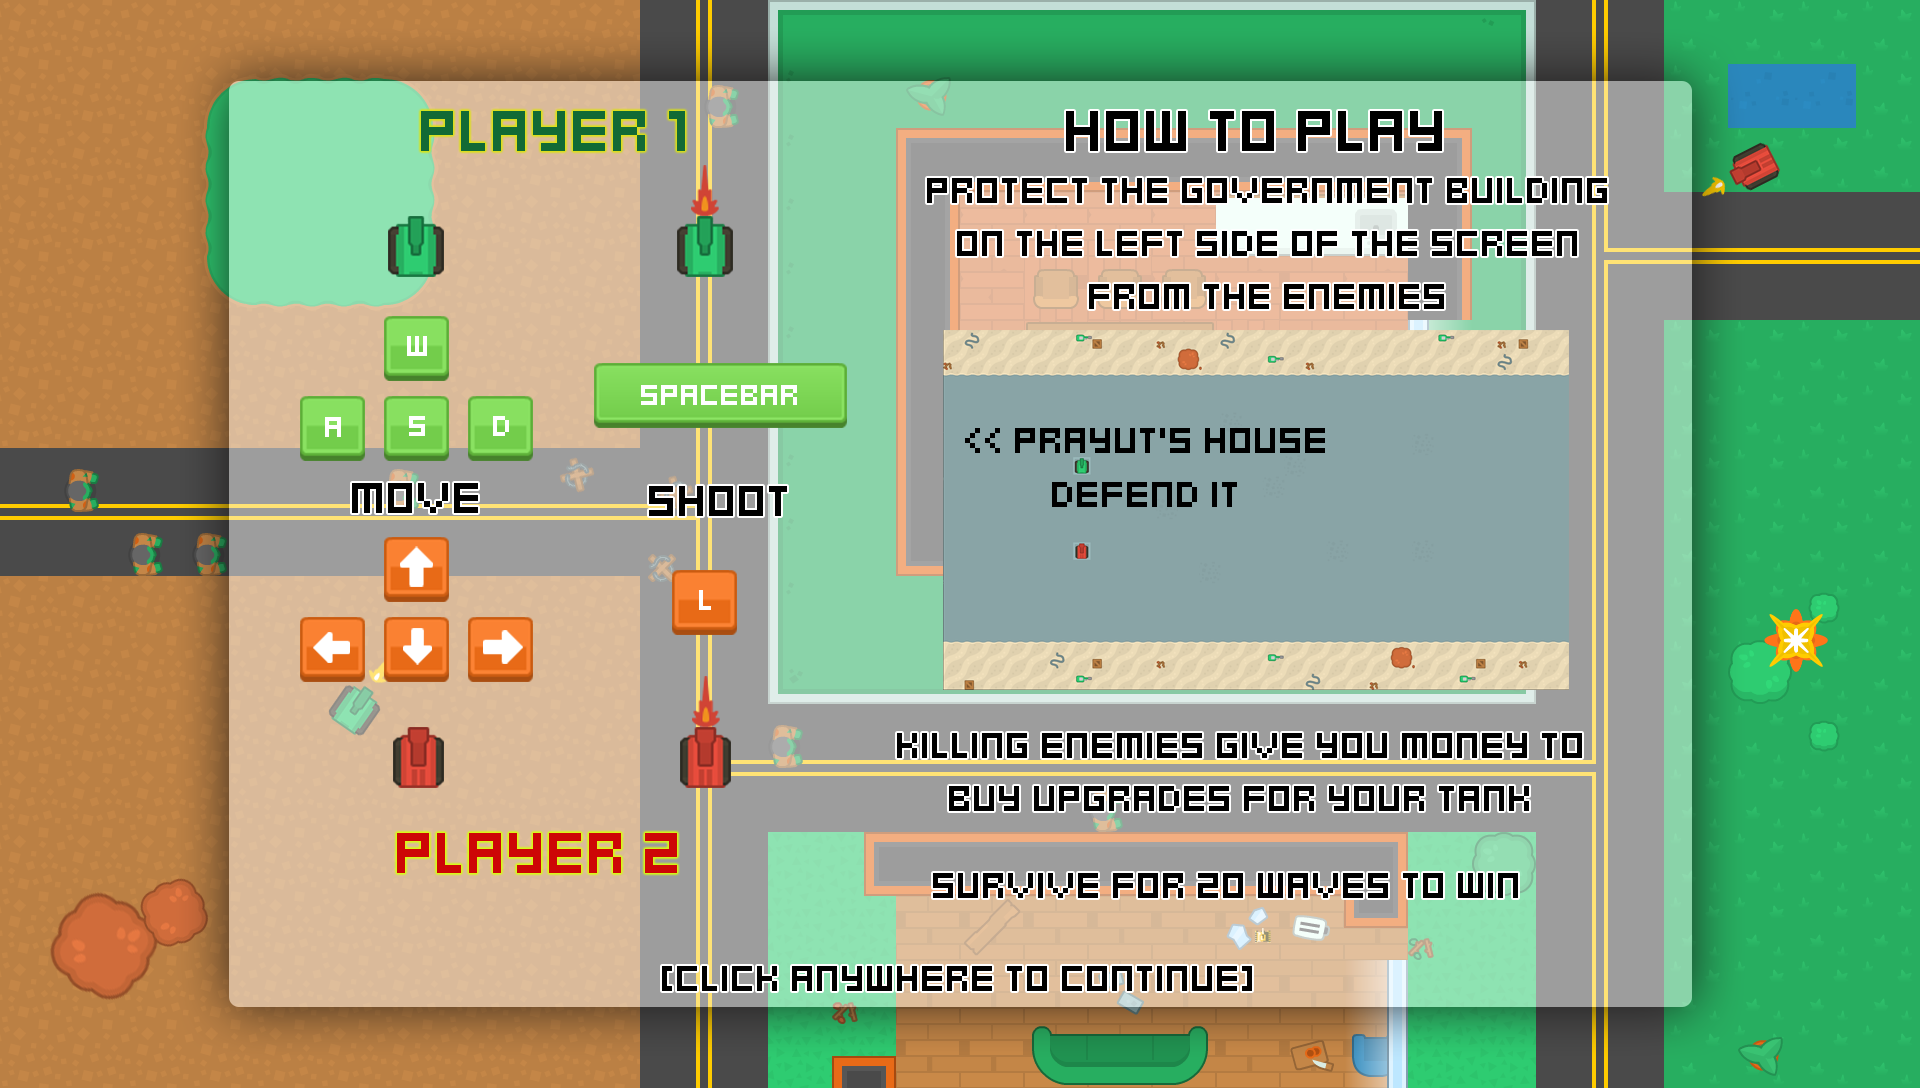 PLAYER 1
W
A S D
SPACEBAR
MOVE
SHOOT
L
PLAYER 2
HOW TO PLAY
PROTECT THE GOVERNMENT BUILDING
ON THE LEFT SIDE OF THE SCREEN
FROM THE ENEMIES
<< PRAYUT'S HOUSE
DEFEND IT
KILLING ENEMIES GIVE YOU MONEY TO
BUY UPGRADES FOR YOUR TANK
SURVIVE FOR 20 WAVES TO WIN
[CLICK ANYWHERE TO CONTINUE]